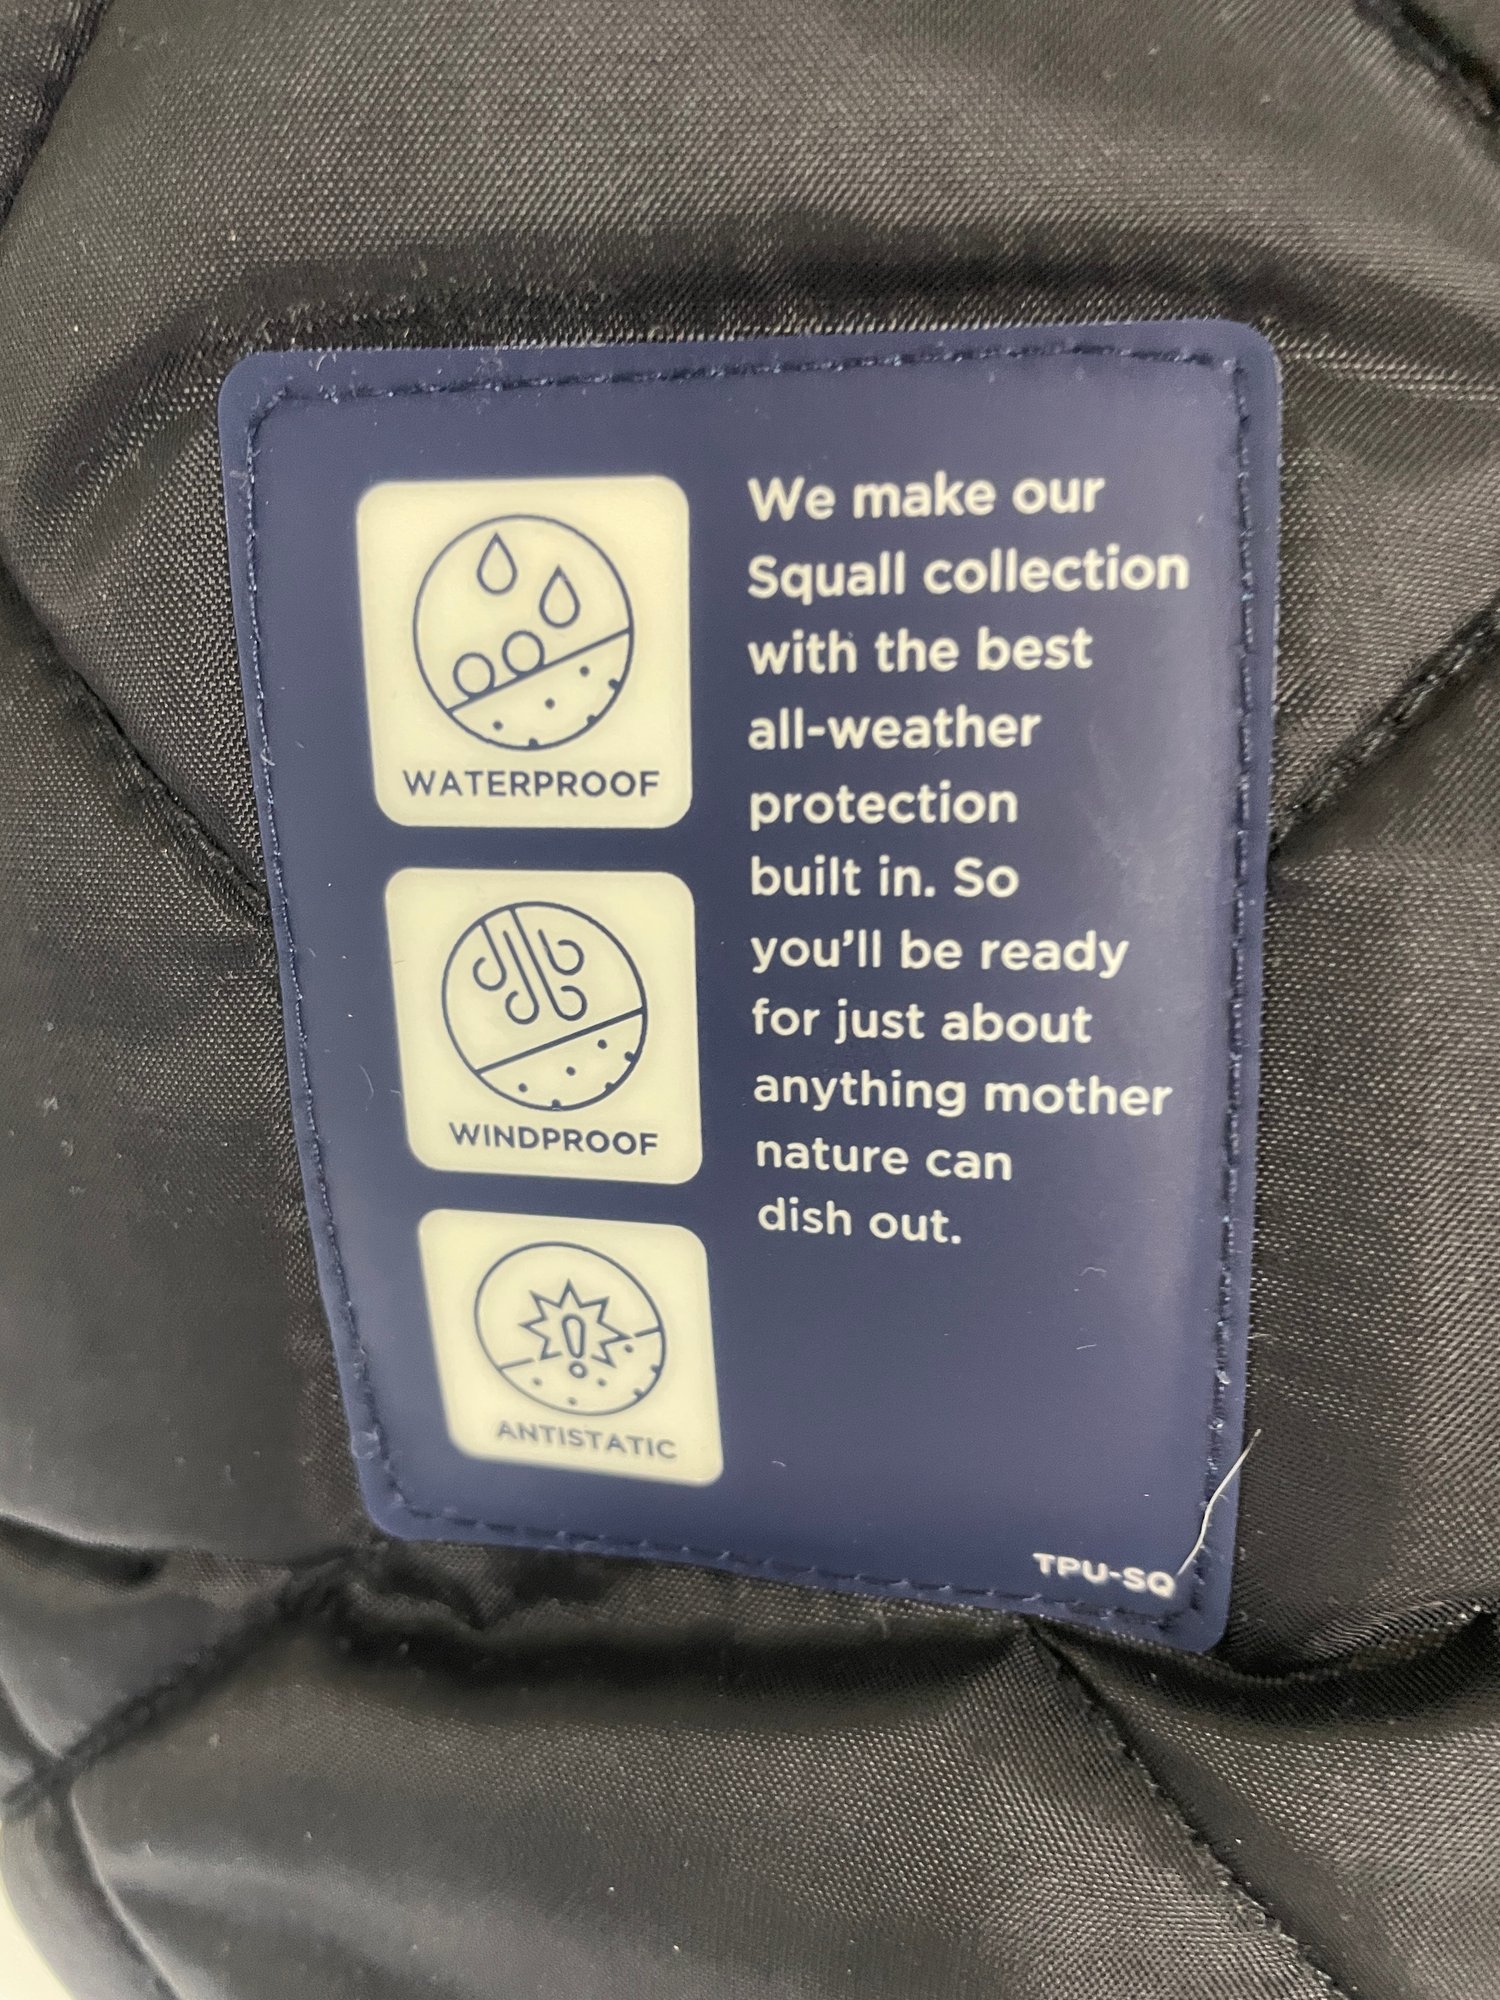 WATERPROOF
WINDPROOF
ANTISTATIC
We make our
Squall collection
with the best
all-weather
protection
built in. So
you’ll be ready
for just about
anything mother
nature can
dish out.
TPU-SQ